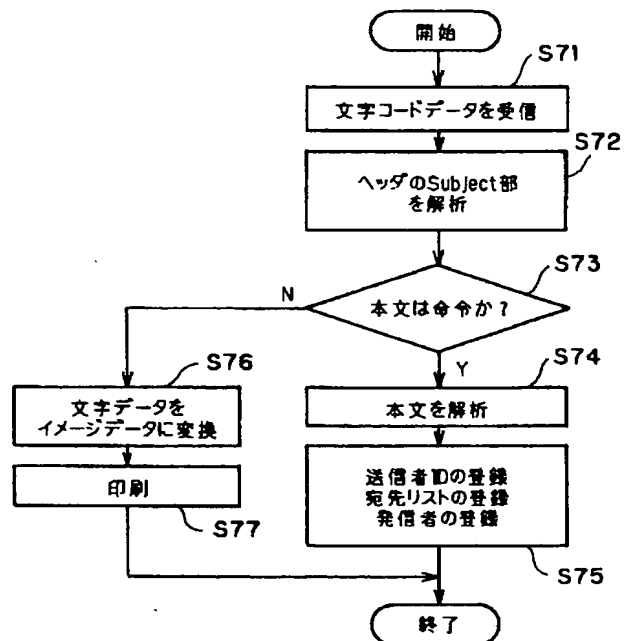 開始
S71
文字コードデータを受信
S72
ヘッダのSubject部
を解析
S73
本文は命令か?
N
Y
S74
本文を解析
S76
文字データを
イメージデータに変換
印刷
S77
送信者IDの登録
宛先リストの登録
発信者の登録
S75
終了